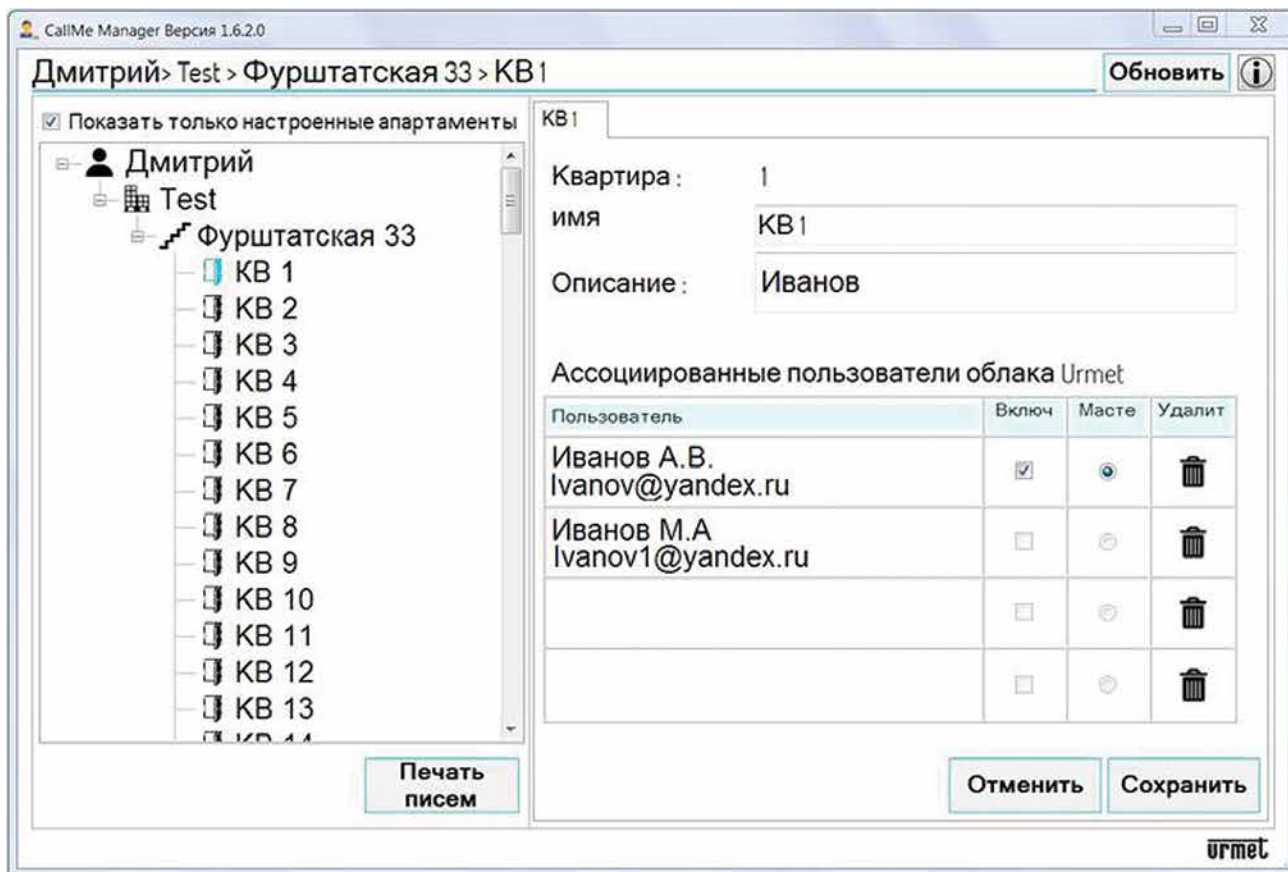 CallMe Manager Версия 1.6.2.0
Дмитрий> Test > Фурштатская 33 > КВ1
Обновить
Показать только настроенные апартаменты
Дмитрий
Test
Фурштатская 33
КВ 1
КВ 2
КВ 3
КВ 4
КВ 5
КВ 6
КВ 7
КВ 8
КВ 9
КВ 10
КВ 11
КВ 12
КВ 13
КВ 14
Печать
писем
КВ1
Квартира : 1
имя КВ1
Описание : Иванов
Ассоциированные пользователи облака Urmet
Пользователь Включ Масте Удалит
Иванов А.В.
Ivanov@yandex.ru
Иванов М.А
Ivanov1@yandex.ru
Отменить Сохранить
urmet